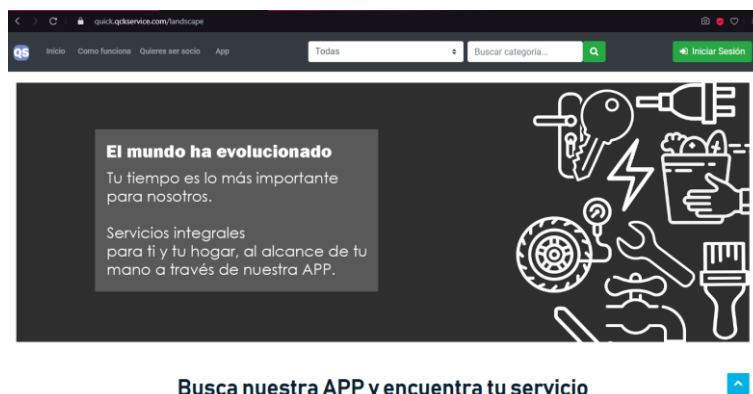 quick.qckservice.com/landscape
QS Inicio Como funciona Quieres ser socio App Todas Buscar categoria... Iniciar Sesión
El mundo ha evolucionado
Tu tiempo es lo más importante
para nosotros.
Servicios integrales
para ti y tu hogar, al alcance de tu
mano a través de nuestra APP.
Busca nuestra APP y encuentra tu servicio